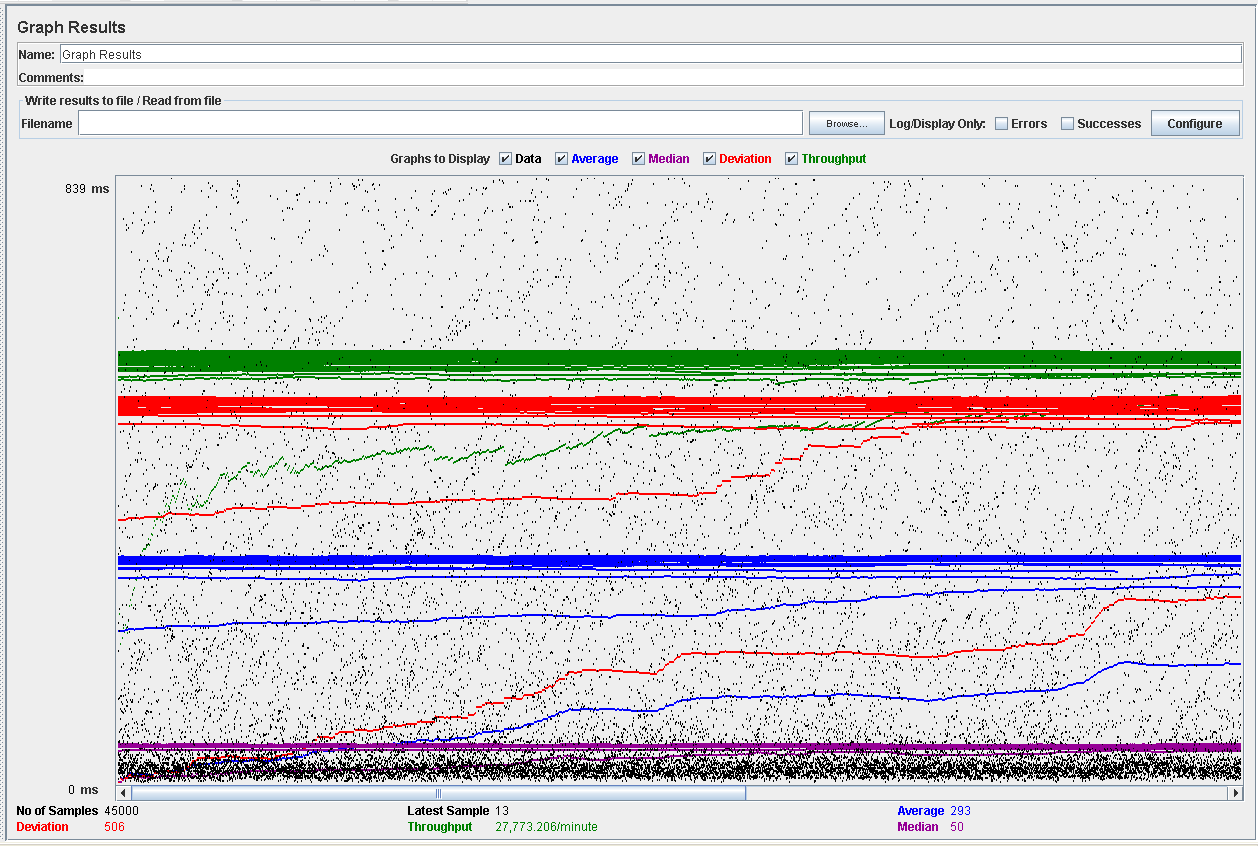 Graph Results
Name: Graph Results
Comments:
Write results to file / Read from file
Filename Browse... Log/Display Only: Errors Successes Configure
Graphs to Display Data Average Median Deviation Throughput
839 ms
0 ms
No of Samples 45000 Latest Sample 13 Average 293
Deviation 506 Throughput 27,773.206/minute Median 50